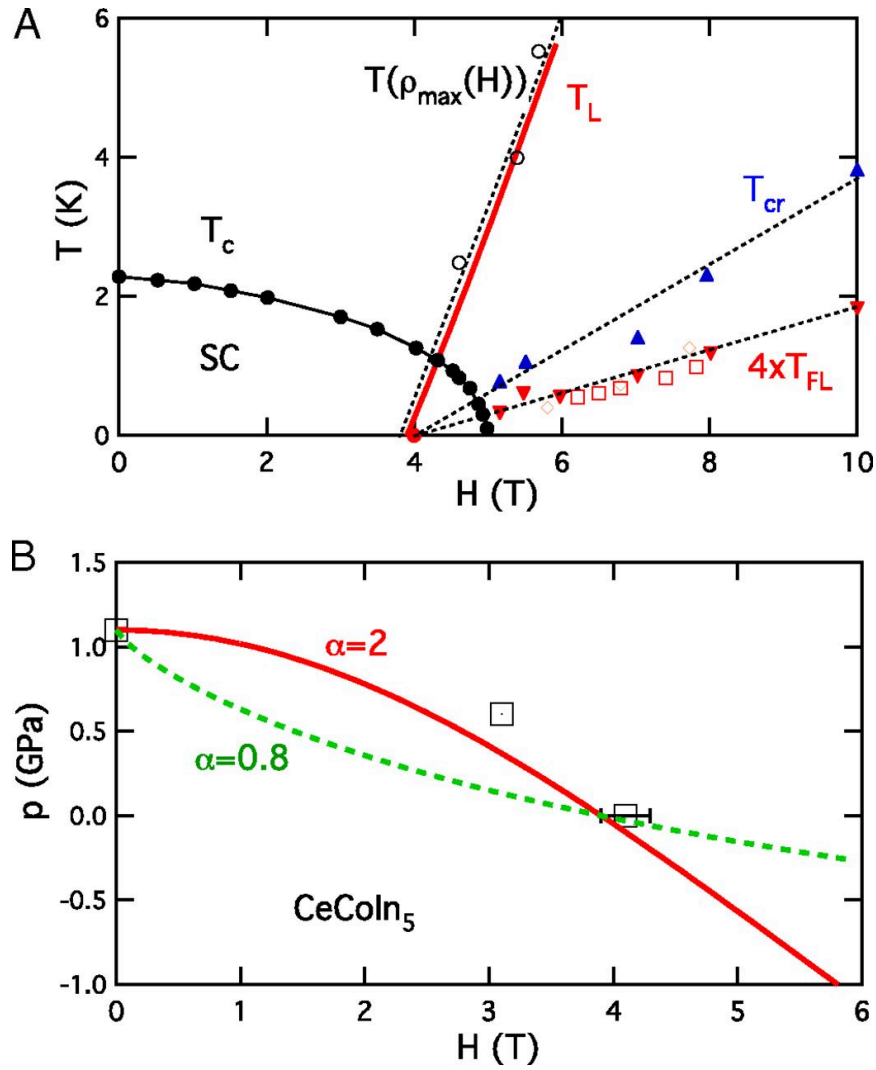 A
6
4
2
0
T (K)
T(ρmax(H))
TL
Tc
Tcr
SC
4xTFL
0
2
4
6
8
10
H (T)
B
1.5
1.0
0.5
0.0
-0.5
-1.0
p (GPa)
α=2
α=0.8
CeCoIn5
0
1
2
3
4
5
6
H (T)